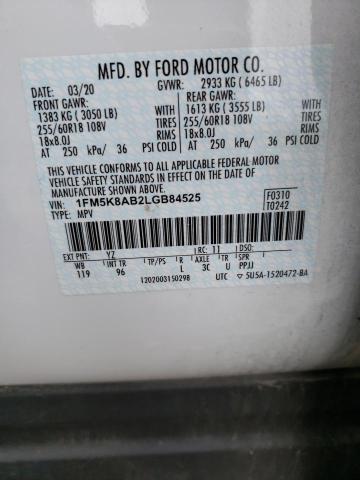 MFD. BY FORD MOTOR CO.
03/20 GVWR: 2933 KG ( 6465 LB)
FRONT GAWR: REAR GAWR:
1383 KG ( 3050 LB) WITH 1613 KG ( 3555 LB) WITH
255/60R18 108V TIRES 255/60R18 108V TIRES
18x8.0J RIMS 18x8.0J RIMS
AT 250 kPa/ 36 PSI COLD AT 250 kPa/ 36 PSI COLD
THIS VEHICLE CONFORMS TO ALL APPLICABLE FEDERAL MOTOR
VEHICLE SAFETY AND BUMPER STANDARDS IN EFFECT ON THE DATE OF
MANUFACTURE SHOWN ABOVE.
VIN: 1FM5K8AB2LGB84525 F0310
TYPE: MPV T0242
EXT PNT: YZ RC: 11 DSO:
WB INT TR TP/PS R AXLE TR SPR
119 96 L 3C U PPJJ
1202003150298 UTC 5U5A-1520472-BA